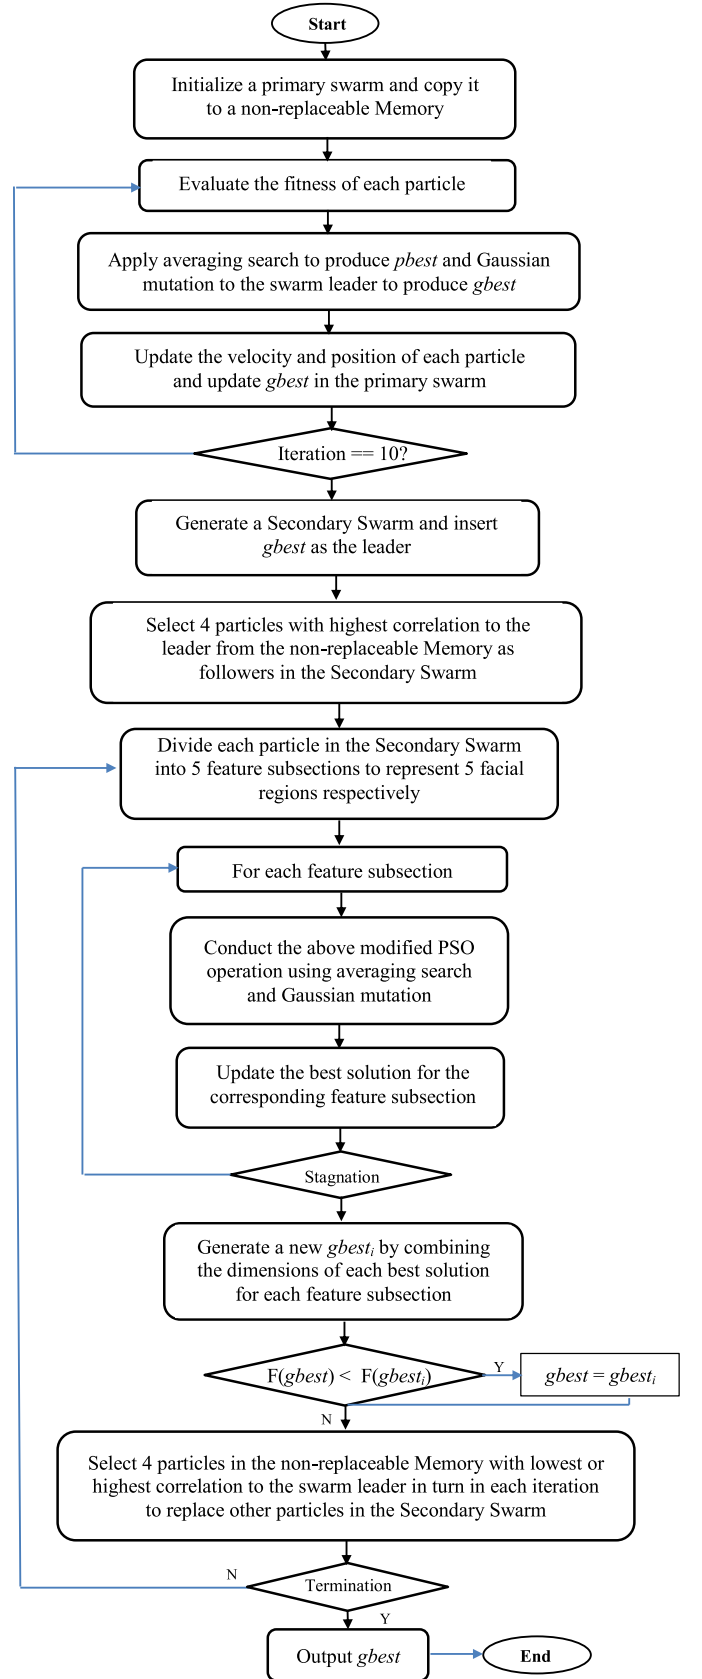 Start
Initialize a primary swarm and copy it
to a non-replaceable Memory
Evaluate the fitness of each particle
Apply averaging search to produce pbest and Gaussian
mutation to the swarm leader to produce gbest
Update the velocity and position of each particle
and update gbest in the primary swarm
Iteration == 10?
Generate a Secondary Swarm and insert
gbest as the leader
Select 4 particles with highest correlation to the
leader from the non-replaceable Memory as
followers in the Secondary Swarm
Divide each particle in the Secondary Swarm
into 5 feature subsections to represent 5 facial
regions respectively
For each feature subsection
Conduct the above modified PSO
operation using averaging search
and Gaussian mutation
Update the best solution for the
corresponding feature subsection
Stagnation
Generate a new gbesti by combining
the dimensions of each best solution
for each feature subsection
F(gbest) < F(gbesti)
Y
gbest = gbesti
N
Select 4 particles in the non-replaceable Memory with lowest or
highest correlation to the swarm leader in turn in each iteration
to replace other particles in the Secondary Swarm
N
Termination
Y
Output gbest
End